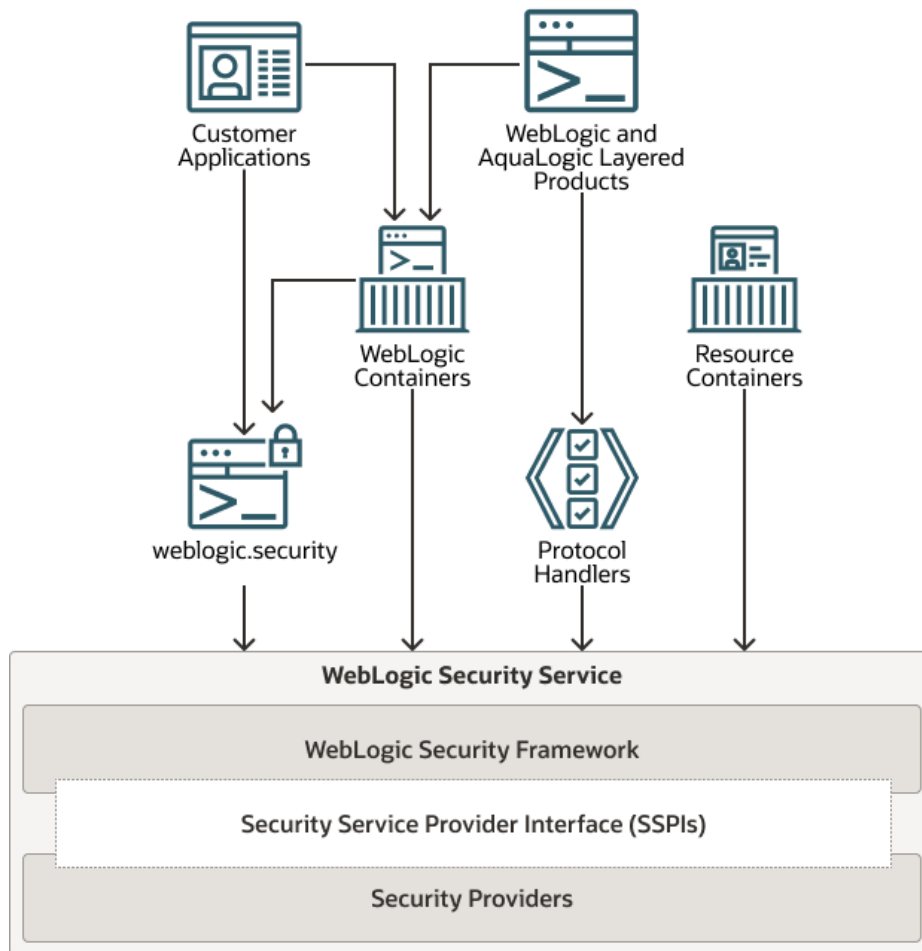 Customer
Applications
WebLogic and
AquaLogic Layered
Products
WebLogic
Containers
Resource
Containers
weblogic.security
Protocol
Handlers
WebLogic Security Service
WebLogic Security Framework
Security Service Provider Interface (SSPIs)
Security Providers